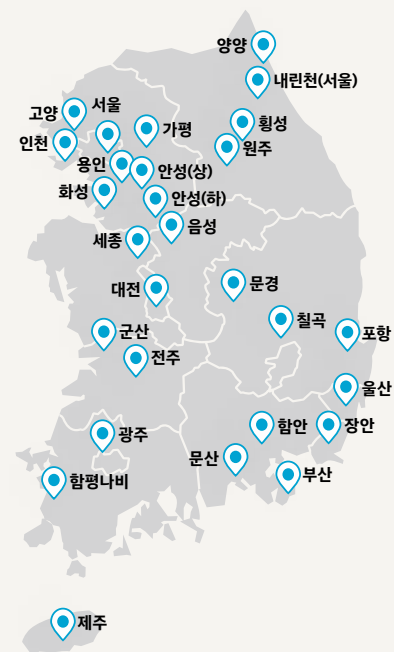 양양
내린천(서울)
고양
서울
가평
횡성
인천
원주
용인
안성(상)
화성
안성(하)
음성
세종
대전
문경
군산
칠곡
포항
전주
울산
광주
함안
장안
문산
함평나비
부산
제주